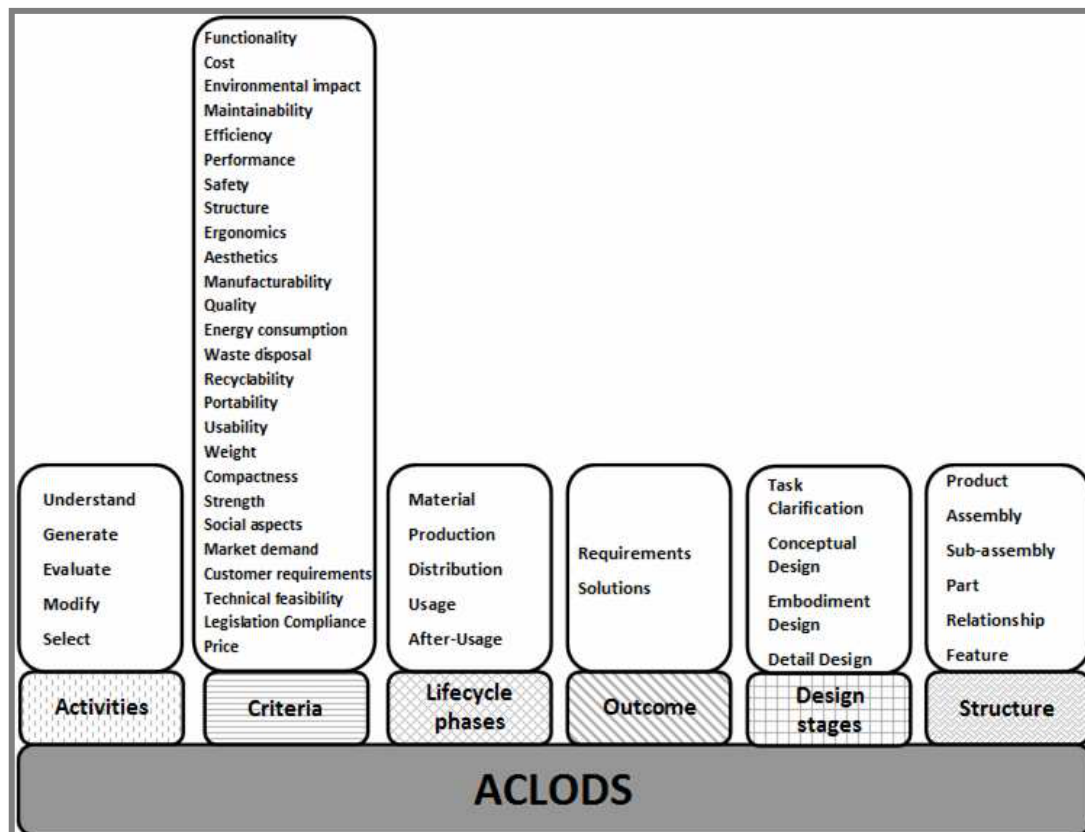 Functionality
Cost
Environmental impact
Maintainability
Efficiency
Performance
Safety
Structure
Ergonomics
Aesthetics
Manufacturability
Quality
Energy consumption
Waste disposal
Recyclability
Portability
Usability
Weight
Compactness
Strength
Social aspects
Market demand
Customer requirements
Technical feasibility
Legislation Compliance
Price
Understand
Generate
Evaluate
Modify
Select
Material
Production
Distribution
Usage
After-Usage
Requirements
Solutions
Task
Clarification
Conceptual
Design
Embodiment
Design
Detail Design
Product
Assembly
Sub-assembly
Part
Relationship
Feature
Activities
Criteria
Lifecycle
phases
Outcome
Design
stages
Structure
ACLODS